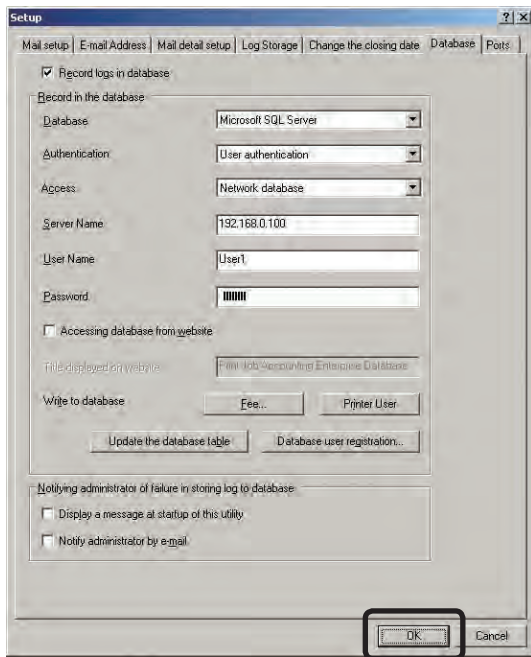 Setup
Mail setup E-mail Address Mail detail setup Log Storage Change the closing date Database Ports
Record logs in database
Record in the database
Database Microsoft SQL Server
Authentication User authentication
Access Network database
Server Name 192.168.0.100
User Name User1
Password
Accessing database from website
Title displayed on website Print Job Accounting Enterprise Database
Write to database Fee... Printer User
Update the database table Database user registration...
Notifying administrator of failure in storing log to database
Display a message at startup of this utility
Notify administrator by e-mail
OK Cancel